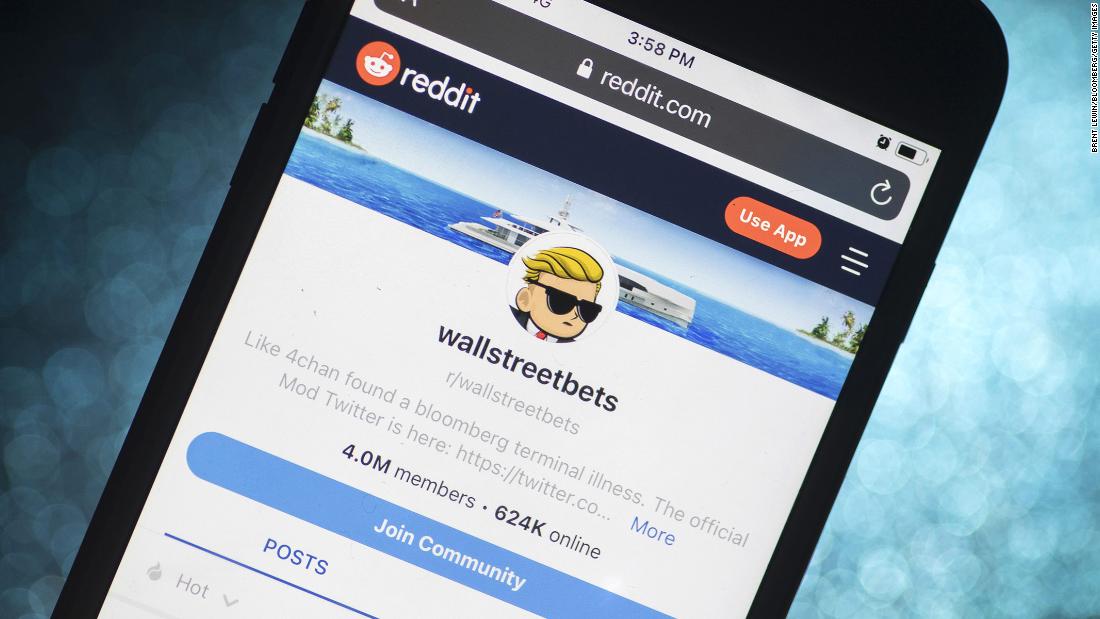 4G
3:58 PM
reddit.com
reddit
Use App
wallstreetbets
r/wallstreetbets
Like 4chan found a bloomberg terminal illness. The official
Mod Twitter is here: https://twitter.co... More
4.0M members · 624K online
Join Community
POSTS
Hot
BRENT LEWIN/BLOOMBERG/GETTY IMAGES